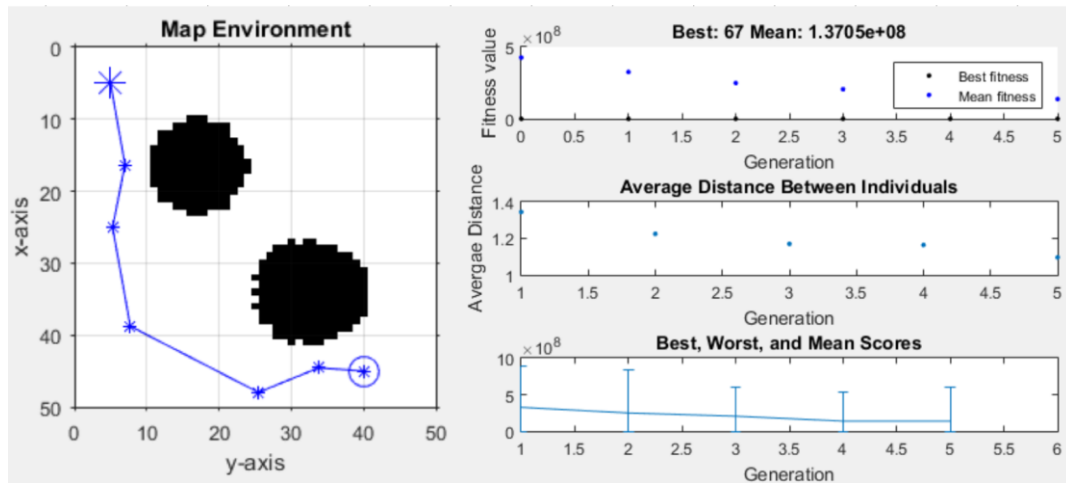 Map Environment
0
10
20
30
40
50
x-axis
0 10 20 30 40 50
y-axis
Best: 67 Mean: 1.3705e+08
×10^8
5
0
Fitness value
Best fitness
Mean fitness
0 0.5 1 1.5 2 2.5 3 3.5 4 4.5 5
Generation
Average Distance Between Individuals
1.4
1.2
1
Avergae Distance
1 1.5 2 2.5 3 3.5 4 4.5 5
Generation
Best, Worst, and Mean Scores
×10^8
10
5
0
1 1.5 2 2.5 3 3.5 4 4.5 5 5.5 6
Generation